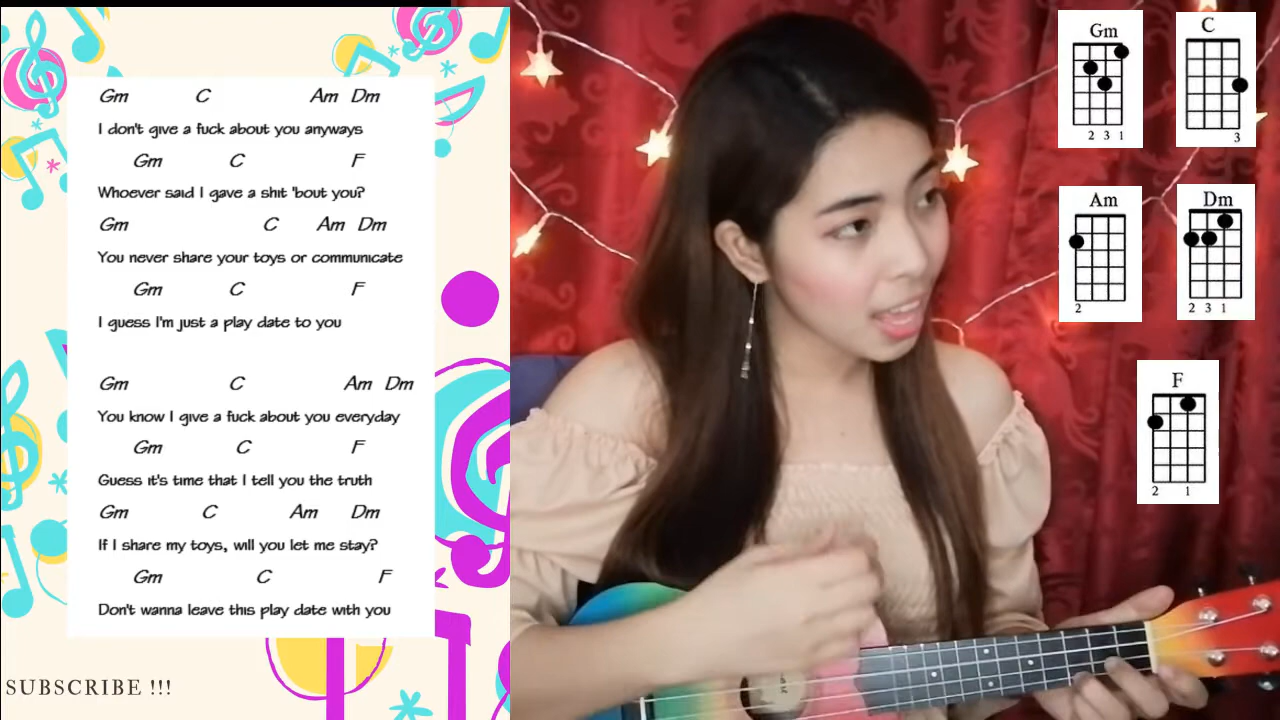 Gm C Am Dm
I don't give a fuck about you anyways
Gm C F
Whoever said I gave a shit 'bout you?
Gm C Am Dm
You never share your toys or communicate
Gm C F
I guess I'm just a play date to you
Gm C Am Dm
You know I give a fuck about you everyday
Gm C F
Guess it's time that I tell you the truth
Gm C Am Dm
If I share my toys, will you let me stay?
Gm C F
Don't wanna leave this play date with you
SUBSCRIBE !!!
Gm
2 3 1
C
3
Am
2
Dm
2 3 1
F
2 1